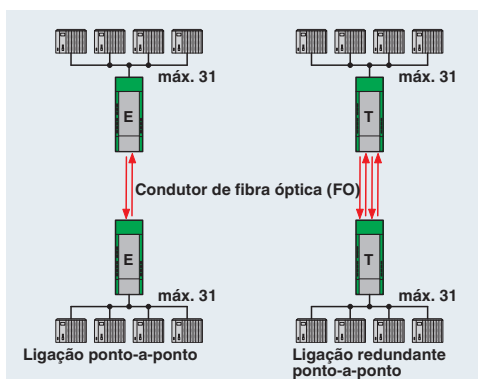 máx. 31
máx. 31
E
T
Condutor de fibra óptica (FO)
E
T
máx. 31
máx. 31
Ligação ponto-a-ponto
Ligação redundante
ponto-a-ponto